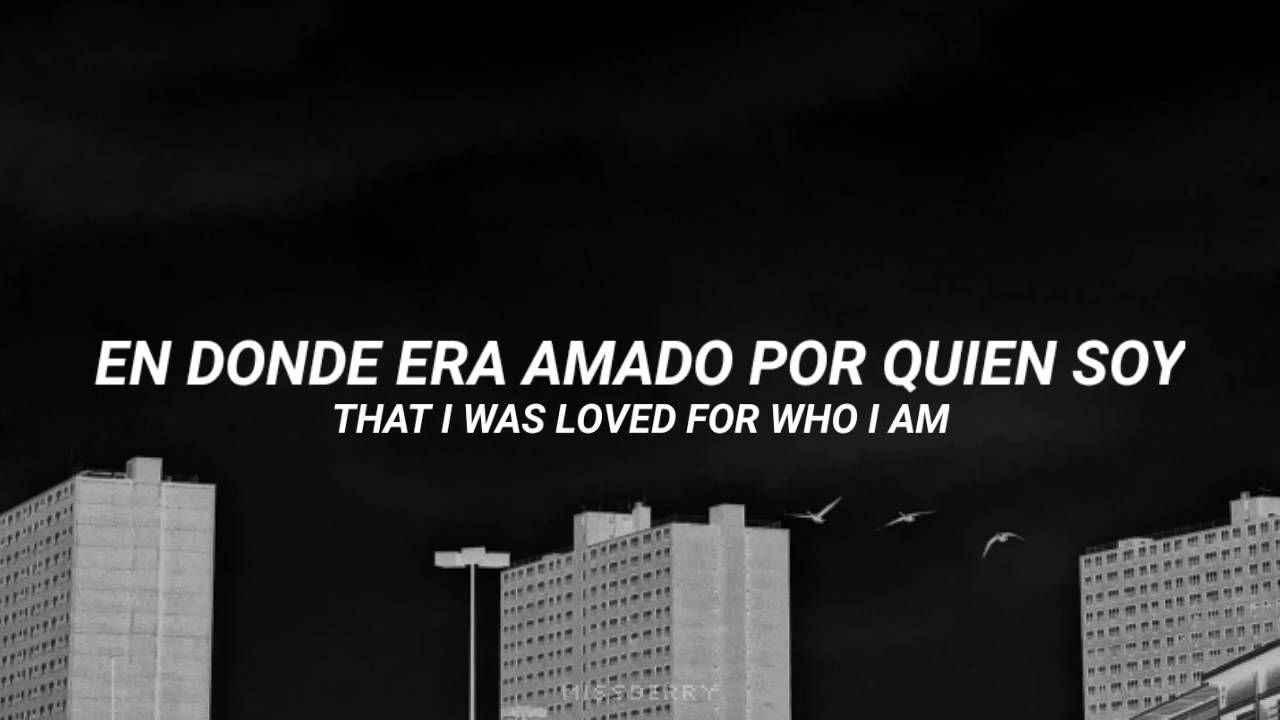 EN DONDE ERA AMADO POR QUIEN SOY
THAT I WAS LOVED FOR WHO I AM
MISSBERRY